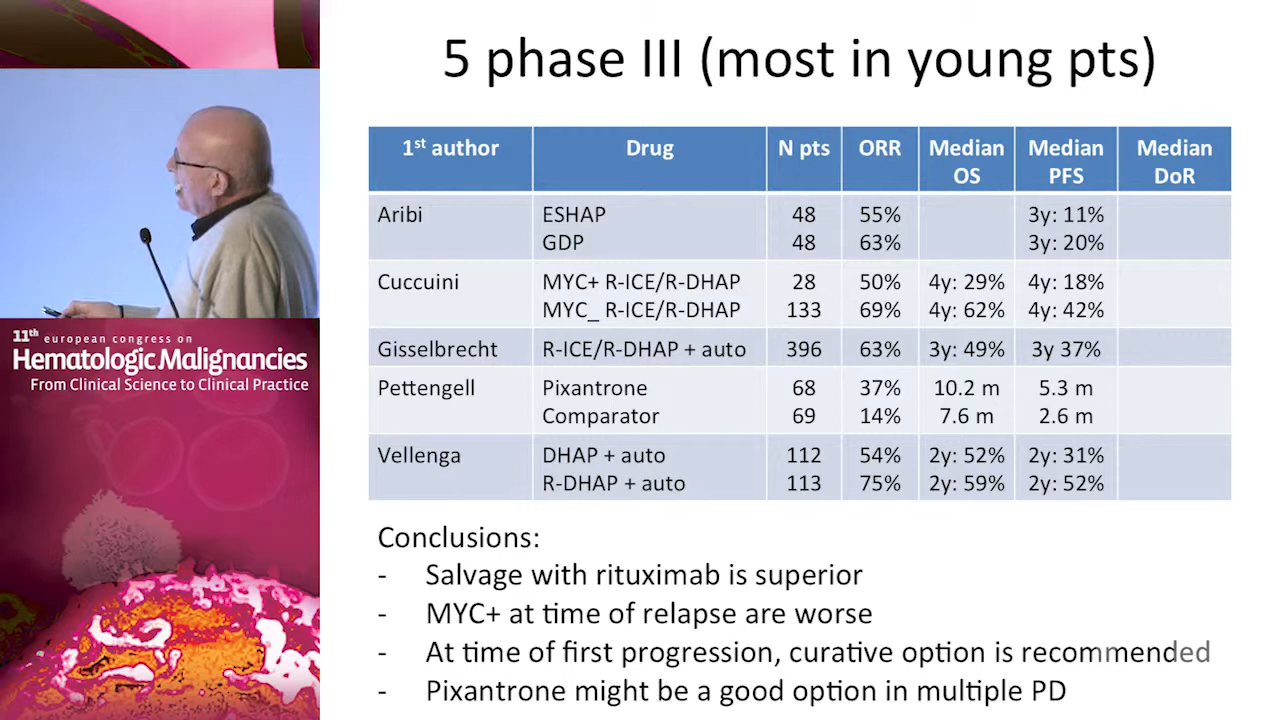 5 phase III (most in young pts)
1st author Drug N pts ORR Median OS Median PFS Median DoR
Aribi ESHAP 48 55% 3y: 11%
GDP 48 63% 3y: 20%
Cuccuini MYC+ R-ICE/R-DHAP 28 50% 4y: 29% 4y: 18%
MYC_ R-ICE/R-DHAP 133 69% 4y: 62% 4y: 42%
Gisselbrecht R-ICE/R-DHAP + auto 396 63% 3y: 49% 3y 37%
Pettengell Pixantrone 68 37% 10.2 m 5.3 m
Comparator 69 14% 7.6 m 2.6 m
Vellenga DHAP + auto 112 54% 2y: 52% 2y: 31%
R-DHAP + auto 113 75% 2y: 59% 2y: 52%
Conclusions:
- Salvage with rituximab is superior
- MYC+ at time of relapse are worse
- At time of first progression, curative option is recommended
- Pixantrone might be a good option in multiple PD
11th european congress on
Hematologic Malignancies
From Clinical Science to Clinical Practice